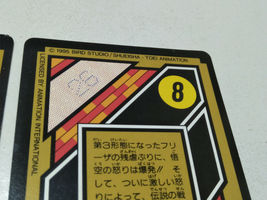 © 1995 BIRD STUDIO/SHUEISHA・TOEI ANIMATION
LICENSED BY ANIMATION INTERNATIONAL
8
第3形態になったフリ
ーザの残虐ぶりに、悟
空の怒りは爆発!!そ
して、ついに激しい怒
りによって、伝説の戦